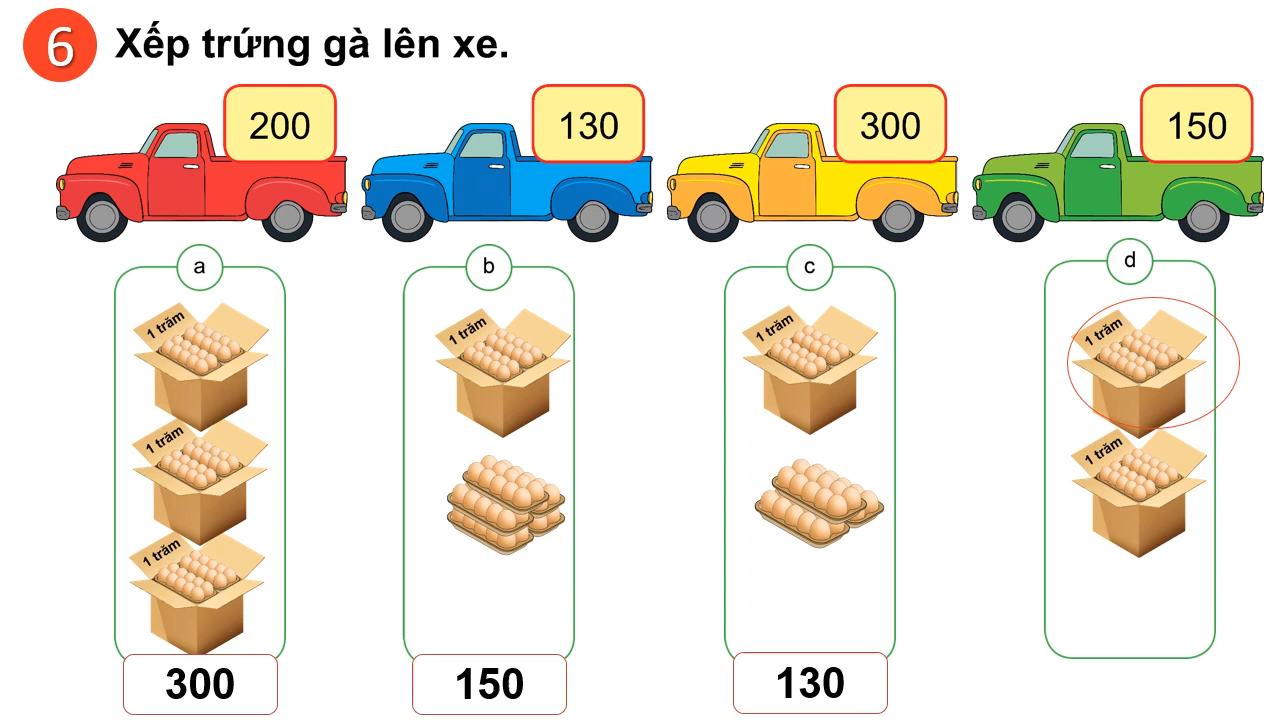 6 Xếp trứng gà lên xe.
200 130 300 150
a b c d
1 trăm 1 trăm 1 trăm 1 trăm
1 trăm 1 trăm
1 trăm
300 150 130